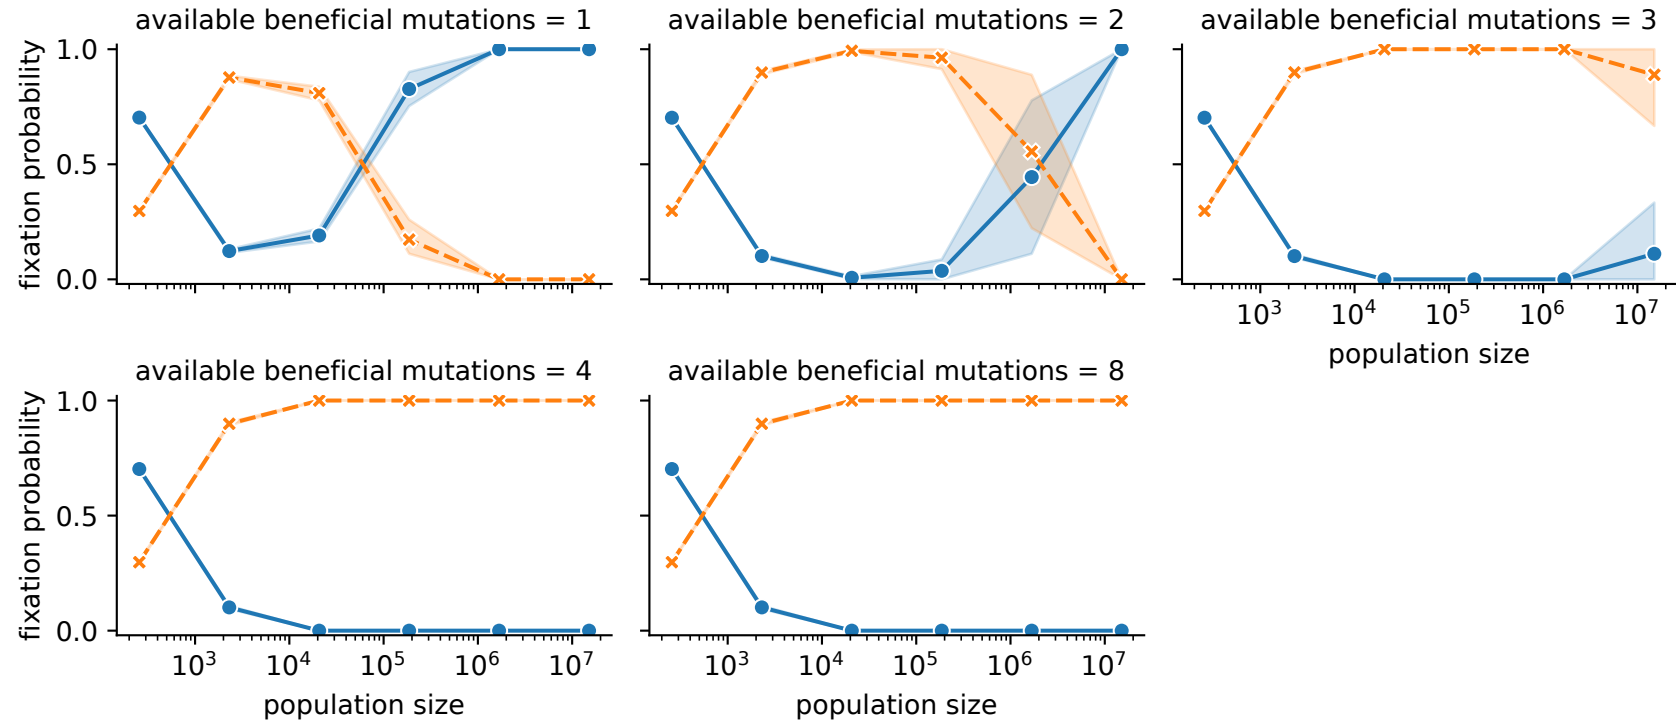 available beneficial mutations = 1
available beneficial mutations = 2
available beneficial mutations = 3
fixation probability
1.0
0.5
0.0
10³ 10⁴ 10⁵ 10⁶ 10⁷
population size
available beneficial mutations = 4
available beneficial mutations = 8
fixation probability
1.0
0.5
0.0
10³ 10⁴ 10⁵ 10⁶ 10⁷
population size
10³ 10⁴ 10⁵ 10⁶ 10⁷
population size